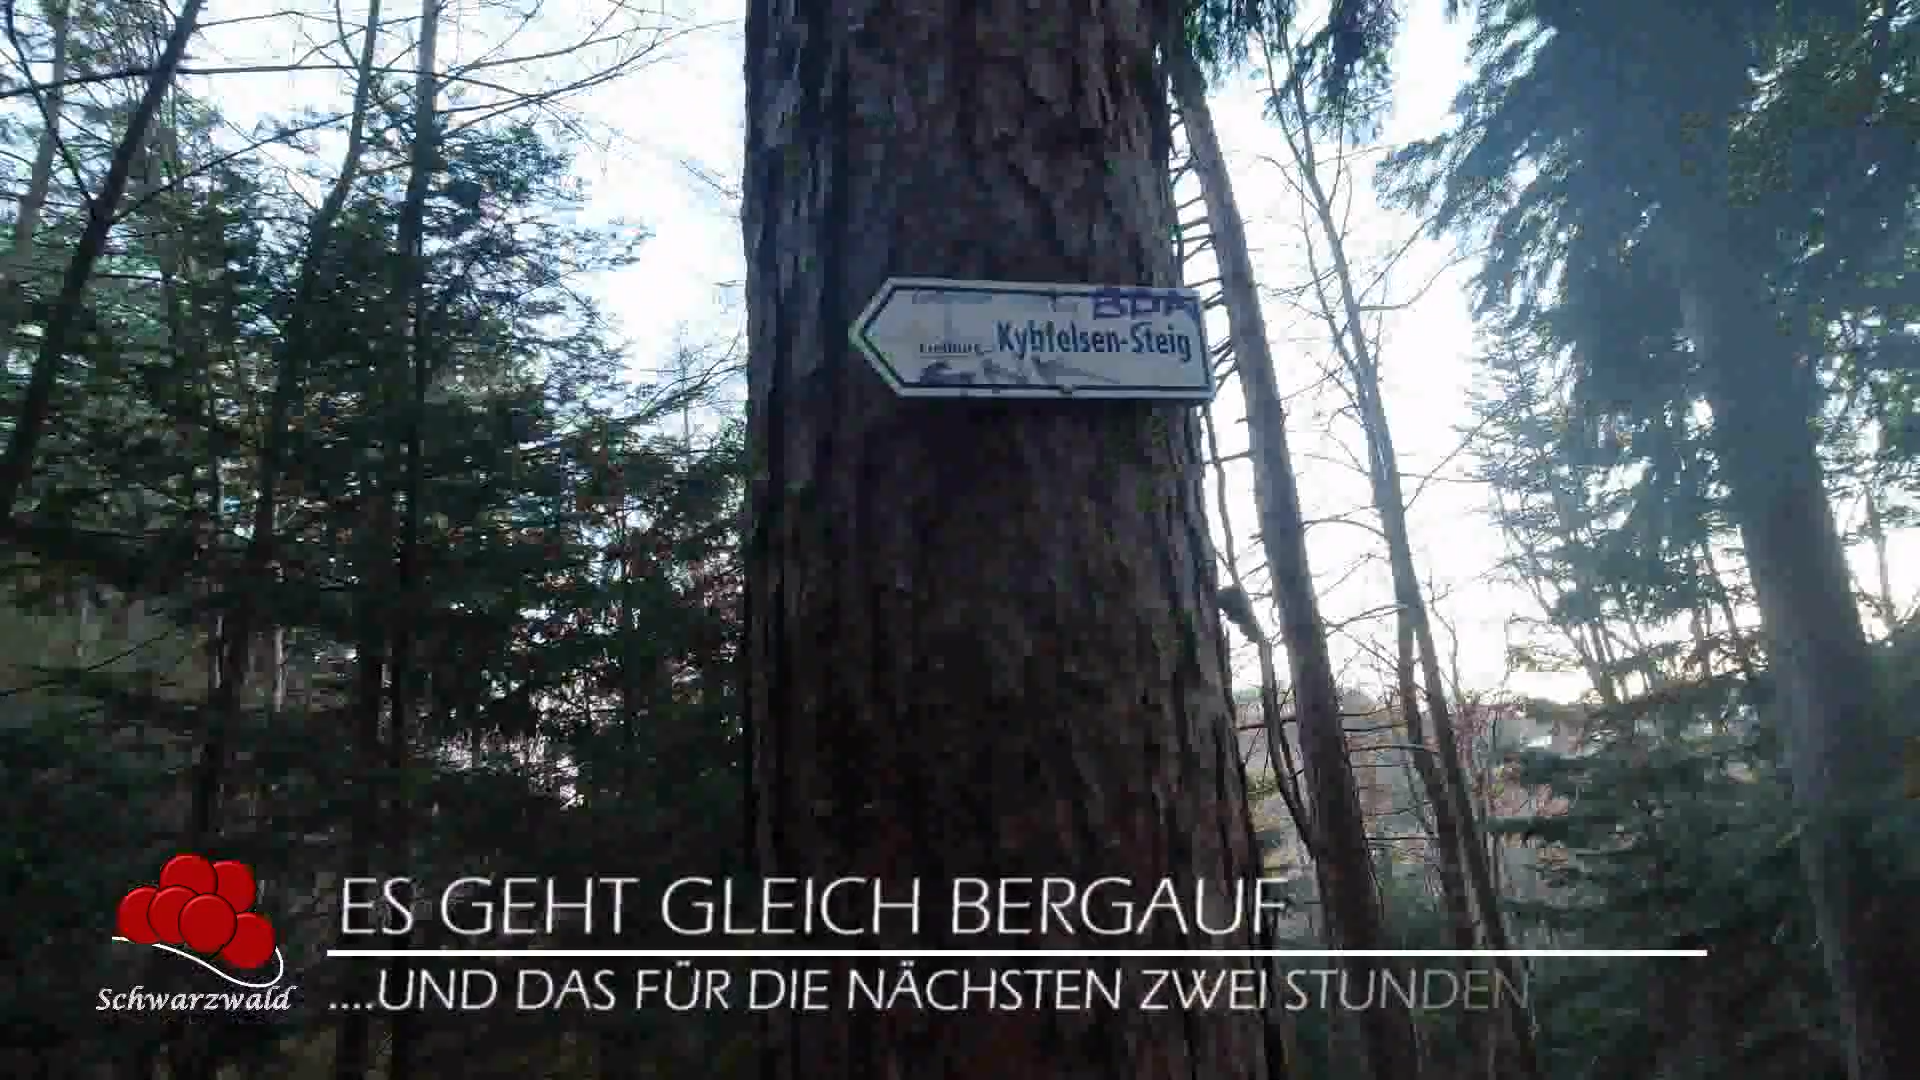 Kybfelsen-Steig
ES GEHT GLEICH BERGAUF
....UND DAS FÜR DIE NÄCHSTEN ZWEI STUNDEN
Schwarzwald